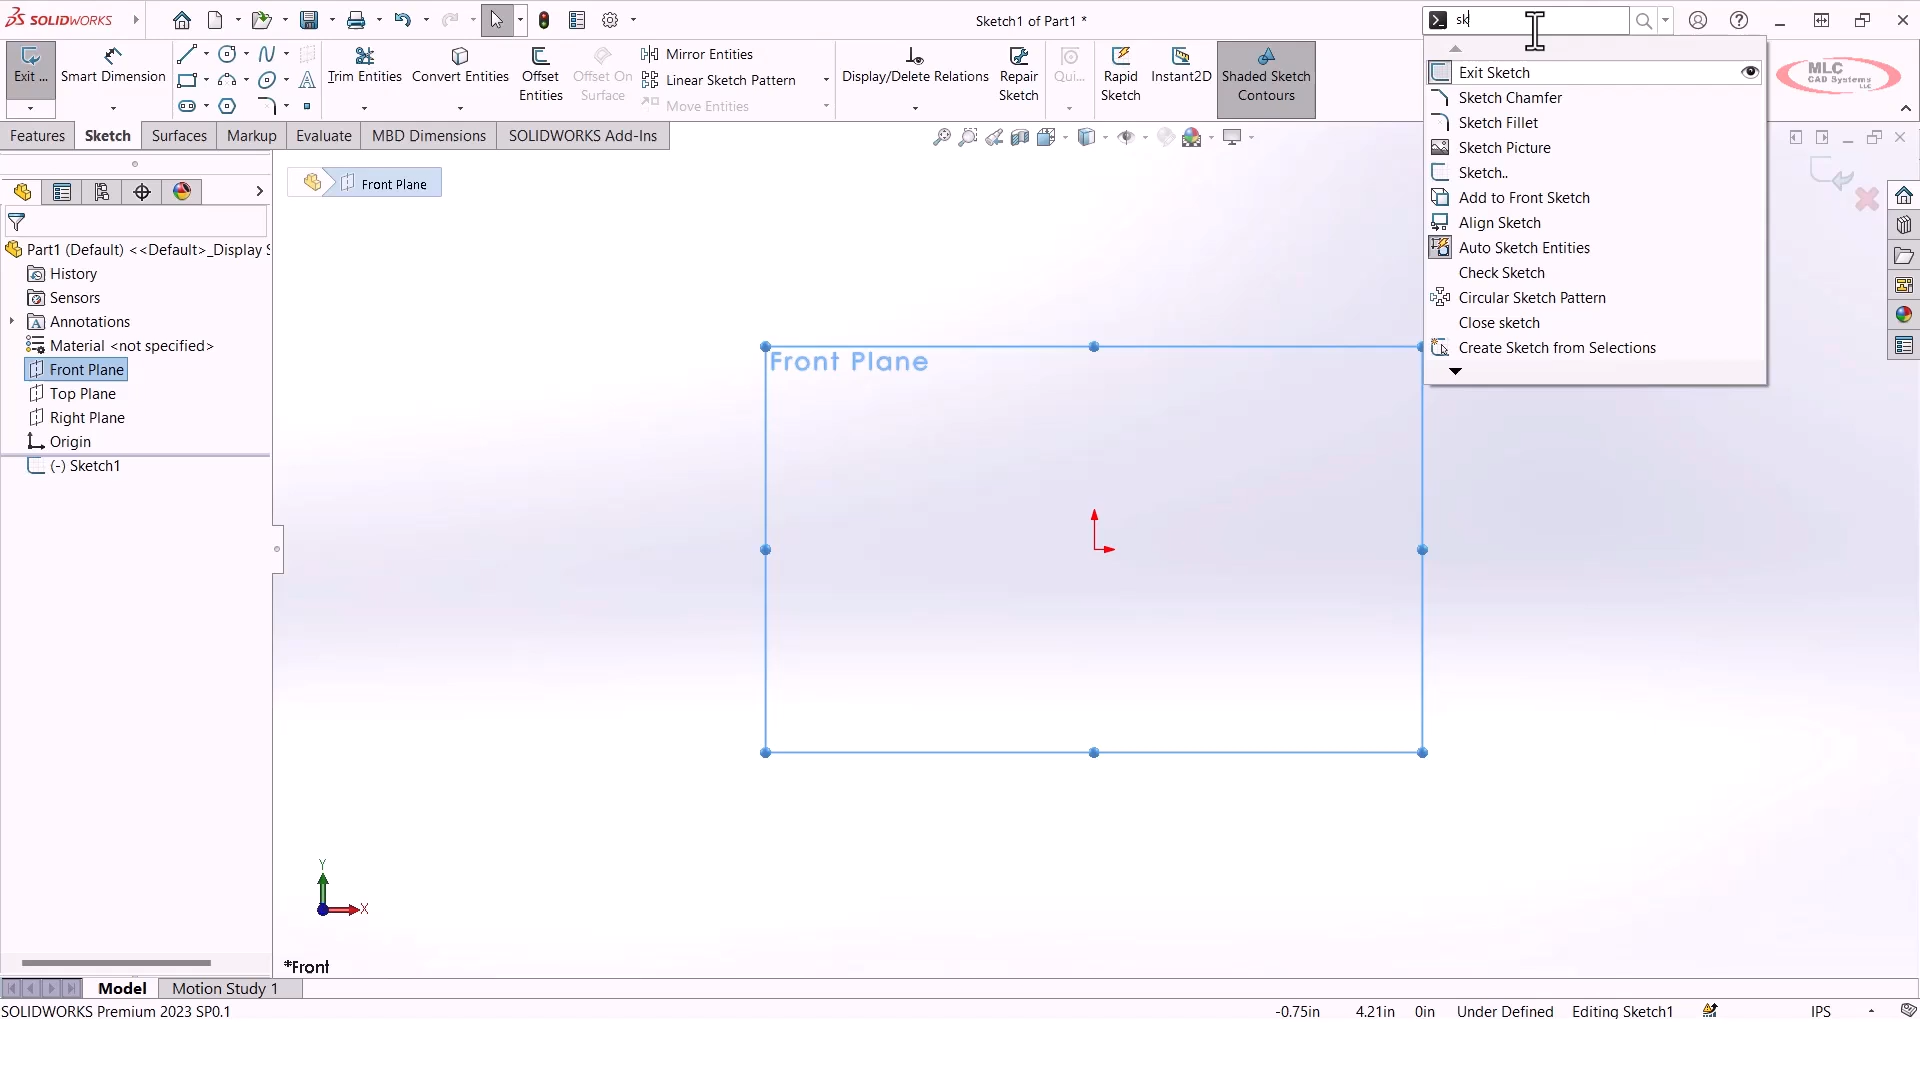 SOLIDWORKS
Sketch1 of Part1 *
sk
Exit ...
Smart Dimension
Trim Entities
Convert Entities
Offset
Entities
Offset On
Surface
Mirror Entities
Linear Sketch Pattern
Move Entities
Display/Delete Relations
Repair
Sketch
Qui...
Rapid
Sketch
Instant2D
Shaded Sketch
Contours
MLC
CAD Systems
LLC
Features
Sketch
Surfaces
Markup
Evaluate
MBD Dimensions
SOLIDWORKS Add-Ins
Exit Sketch
Sketch Chamfer
Sketch Fillet
Sketch Picture
Sketch..
Add to Front Sketch
Align Sketch
Auto Sketch Entities
Check Sketch
Circular Sketch Pattern
Close sketch
Create Sketch from Selections
Front Plane
Part1 (Default) <<Default>_Display S
History
Sensors
Annotations
Material <not specified>
Front Plane
Top Plane
Right Plane
Origin
(-) Sketch1
Front Plane
Y
X
*Front
Model
Motion Study 1
SOLIDWORKS Premium 2023 SP0.1
-0.75in
4.21in
0in
Under Defined
Editing Sketch1
IPS